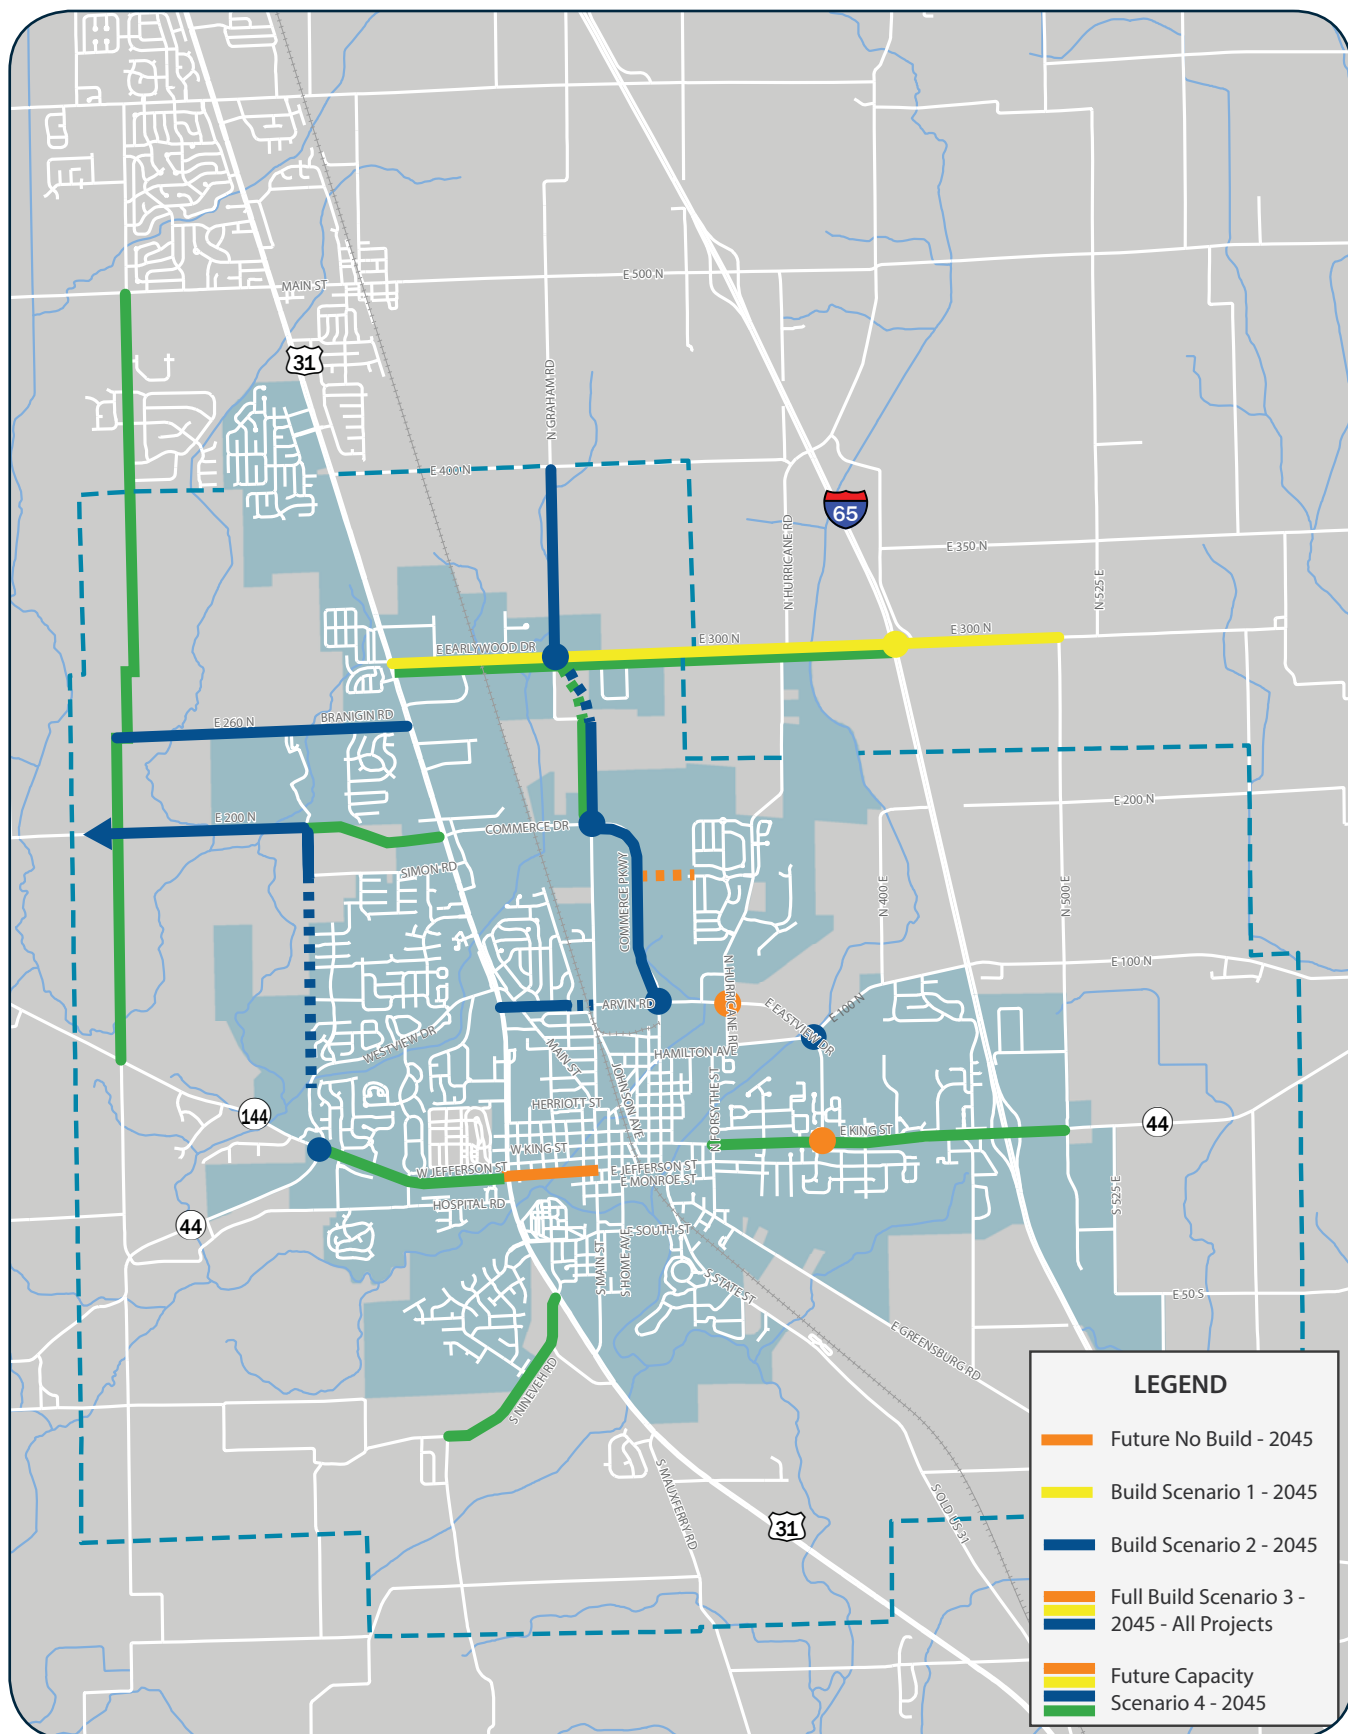 MAIN ST
E 500 N
31
N GRAHAM RD
E 400 N
65
N HURRICANE RD
E 350 N
N 525 E
E 300 N
E 300 N
E EARLYWOOD DR
BRANIGIN RD
E 260 N
E 200 N
E 200 N
COMMERCE DR
SIMON RD
COMMERCE PKWY
N 400 E
N 500 E
E 100 N
N HURRICANE RD
ARVIN RD
E EASTVIEW DR
E 100 N
WESTVIEW DR
MAIN ST
HAMILTON AVE
JOHNSON AVE
N FORSYTHE ST
HERRIOTT ST
144
44
E KING ST
W KING ST
W JEFFERSON ST
E JEFFERSON ST
E MONROE ST
HOSPITAL RD
S 525 E
44
E SOUTH ST
S MAIN ST
S HOME AVE
S STATE ST
E 50 S
E GREENSBURG RD
S NINEVEH RD
S MAUXFERRY RD
S OLD US 31
31
LEGEND
Future No Build - 2045
Build Scenario 1 - 2045
Build Scenario 2 - 2045
Full Build Scenario 3 -
2045 - All Projects
Future Capacity
Scenario 4 - 2045